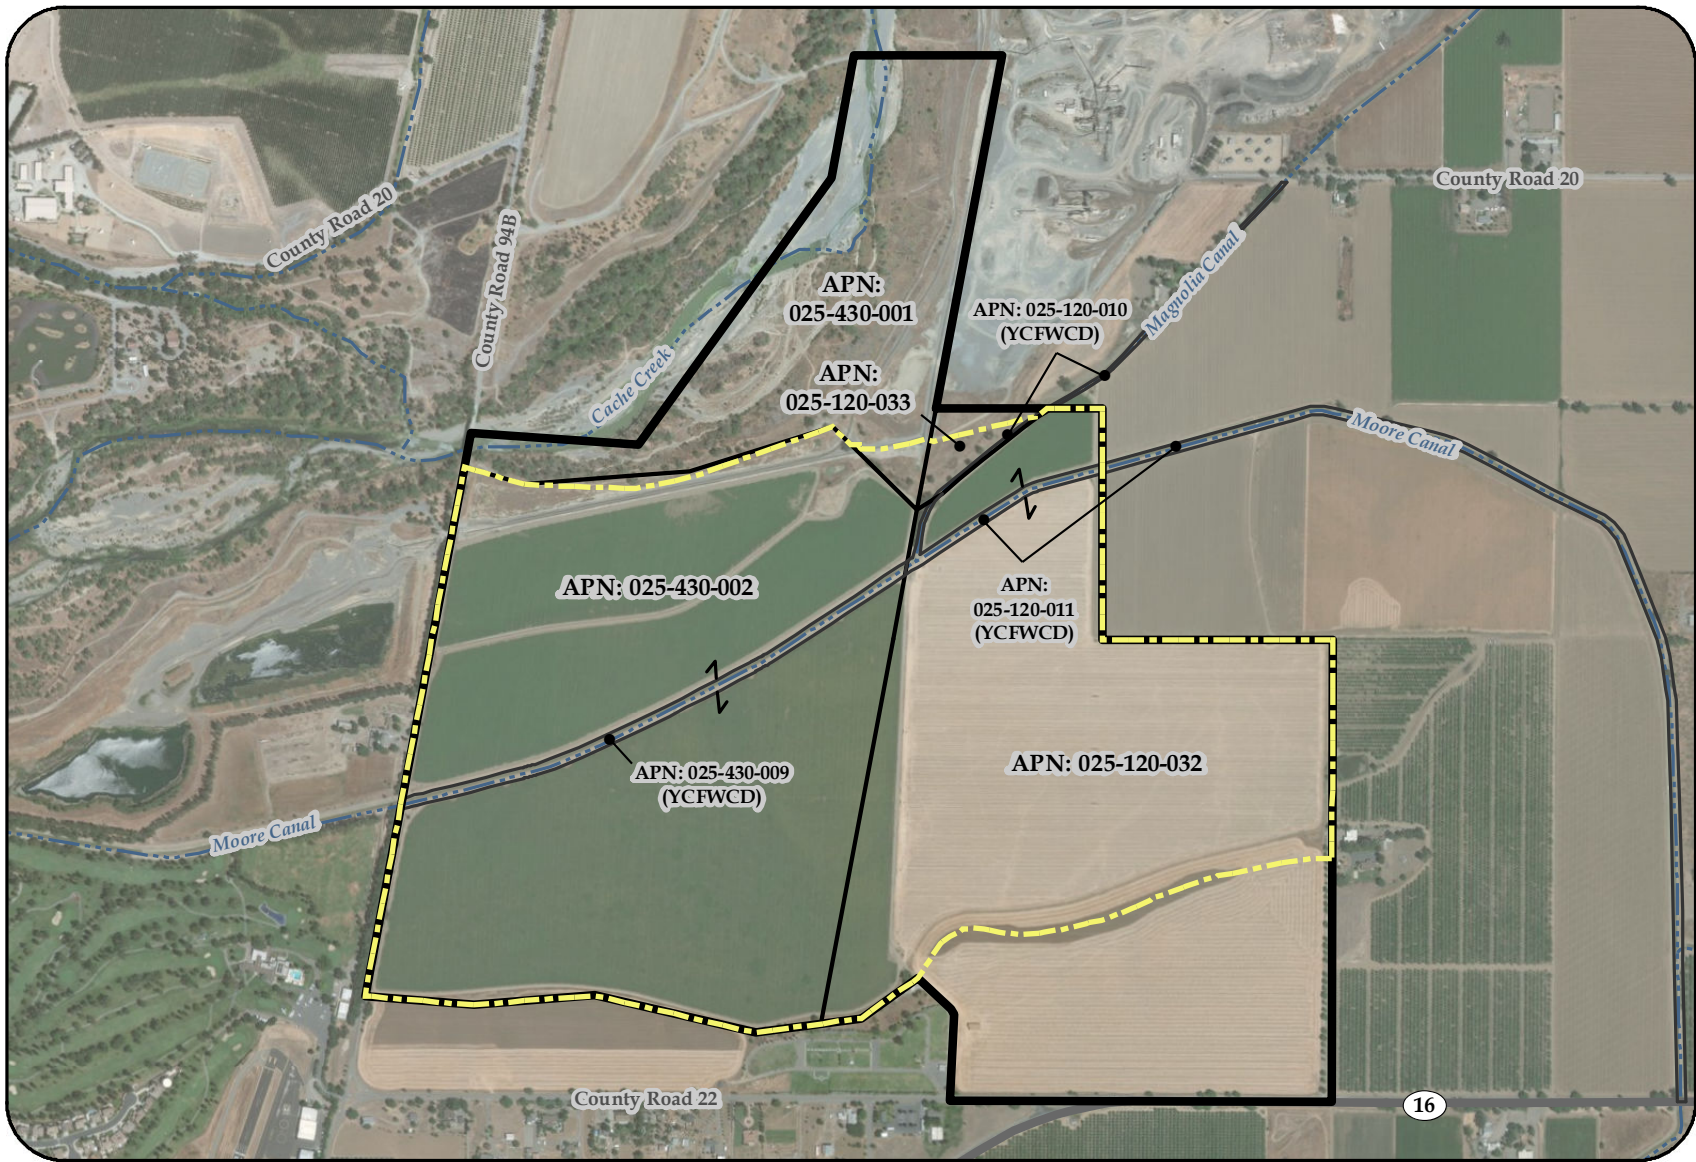 County Road 20
County Road 20
County Road 94B
Magnolia Canal
APN:
025-430-001
APN: 025-120-010
(YCFWCD)
Cache Creek
APN:
025-120-033
Moore Canal
APN: 025-430-002
APN:
025-120-011
(YCFWCD)
APN: 025-120-032
APN: 025-430-009
(YCFWCD)
Moore Canal
County Road 22
16